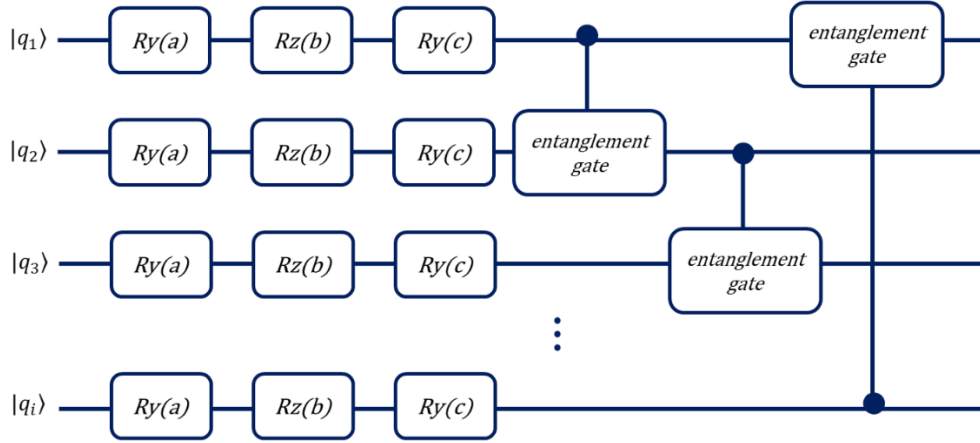 |q₁⟩ Ry(a) Rz(b) Ry(c) entanglement gate
|q₂⟩ Ry(a) Rz(b) Ry(c) entanglement gate
|q₃⟩ Ry(a) Rz(b) Ry(c) entanglement gate
⋮
|qᵢ⟩ Ry(a) Rz(b) Ry(c)